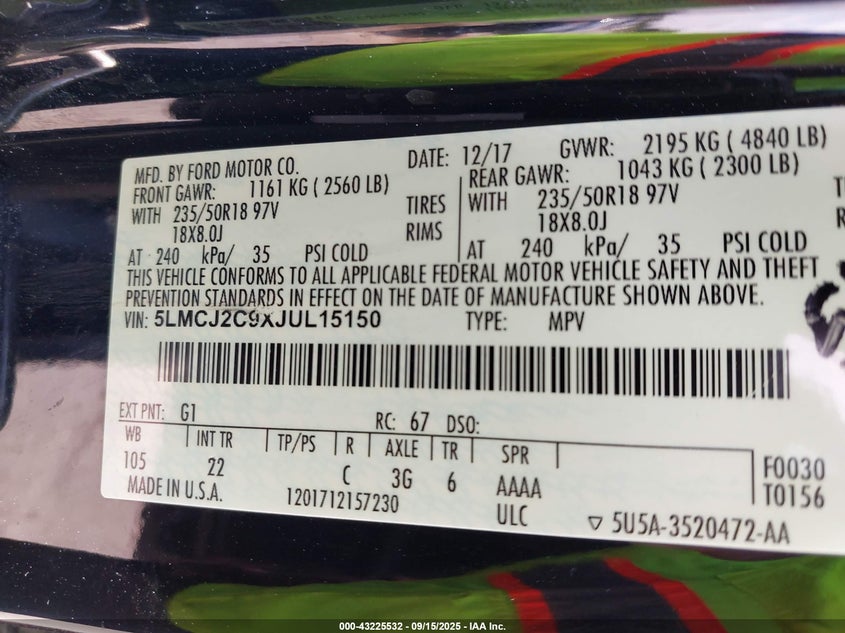 MFD. BY FORD MOTOR CO. DATE: 12/17 GVWR: 2195 KG ( 4840 LB)
FRONT GAWR: 1161 KG ( 2560 LB) REAR GAWR: 1043 KG ( 2300 LB)
WITH 235/50R18 97V TIRES WITH 235/50R18 97V
18X8.0J RIMS 18X8.0J
AT 240 kPa/ 35 PSI COLD AT 240 kPa/ 35 PSI COLD
THIS VEHICLE CONFORMS TO ALL APPLICABLE FEDERAL MOTOR VEHICLE SAFETY AND THEFT
PREVENTION STANDARDS IN EFFECT ON THE DATE OF MANUFACTURE SHOWN ABOVE.
VIN: 5LMCJ2C9XJUL15150 TYPE: MPV
EXT PNT: G1 RC: 67 DSO:
WB INT TR TP/PS R AXLE TR SPR
105 22 C 3G 6 AAAA F0030
MADE IN U.S.A. 1201712157230 ULC T0156
5U5A-3520472-AA
000-43225532 - 09/15/2025 - IAA Inc.